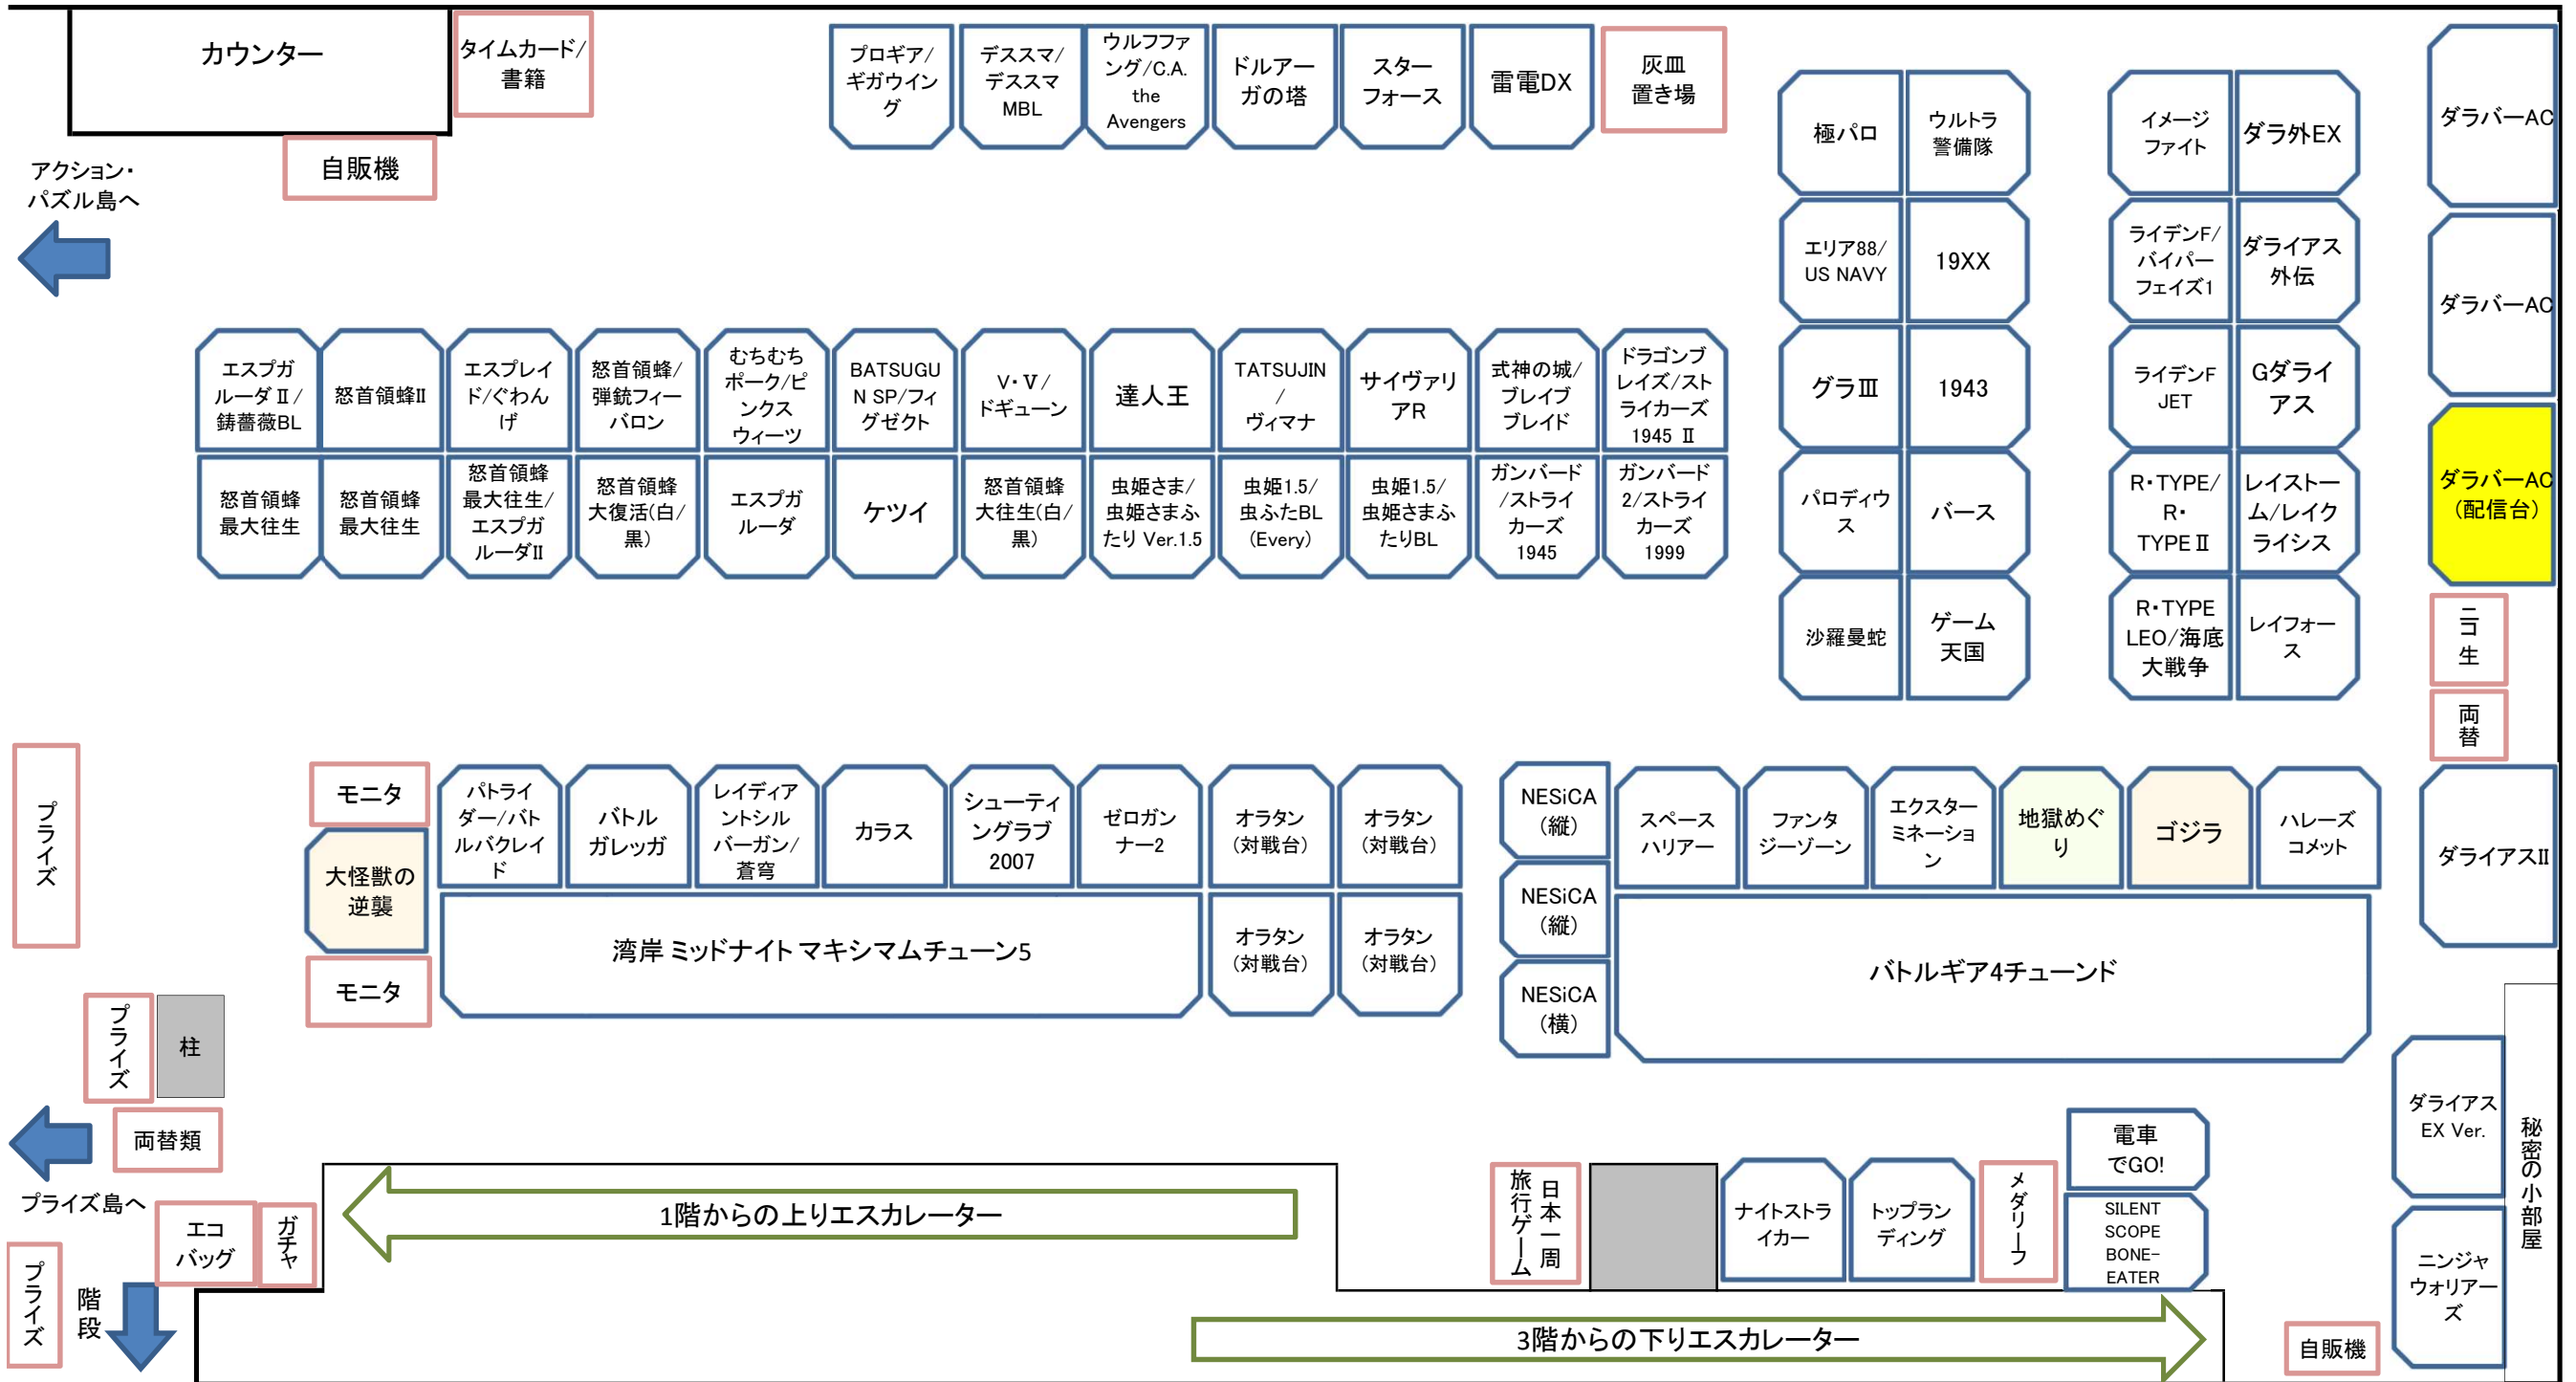 カウンター
タイムカード/
書籍
自販機
アクション・
パズル島へ
プロギア/
ギガウイン
グ
デススマ/
デススマ
MBL
ウルフファ
ング/C.A.
the
Avengers
ドルアー
ガの塔
スター
フォース
雷電DX
灰皿
置き場
極パロ
ウルトラ
警備隊
イメージ
ファイト
ダラ外EX
ダラバーAC
エリア88/
US NAVY
19XX
ライデンF/
バイパー
フェイズ1
ダライアス
外伝
ダラバーAC
グラⅢ
1943
ライデンF
JET
Gダライ
アス
ダラバーAC
(配信台)
パロディウ
ス
バース
R・TYPE/
R・
TYPEⅡ
レイストー
ム/レイク
ライシス
沙羅曼蛇
ゲーム
天国
R・TYPE
LEO/海底
大戦争
レイフォー
ス
ニコ生
両替
エスプガ
ルーダⅡ/
鋳薔薇BL
怒首領蜂II
エスプレイ
ド/ぐわん
げ
怒首領蜂/
弾銃フィー
バロン
むちむち
ポーク/ピ
ンクス
ウィーツ
BATSUGU
N SP/フィ
グゼクト
V・V/
ドギューン
達人王
TATSUJIN
/
ヴィマナ
サイヴァリ
アR
式神の城/
ブレイブ
ブレイド
ドラゴンブ
レイズ/スト
ライカーズ
1945 Ⅱ
怒首領蜂
最大往生
怒首領蜂
最大往生
怒首領蜂
最大往生/
エスプガ
ルーダII
怒首領蜂
大復活(白/
黒)
エスプガ
ルーダ
ケツイ
怒首領蜂
大往生(白/
黒)
虫姫さま/
虫姫さまふ
たり Ver.1.5
虫姫1.5/
虫ふたBL
(Every)
虫姫1.5/
虫姫さまふ
たりBL
ガンバード
/ストライ
カーズ
1945
ガンバード
2/ストライ
カーズ
1999
プライズ
モニタ
大怪獣の
逆襲
モニタ
パトライ
ダー/バト
ルバクレイ
ド
バトル
ガレッガ
レイディア
ントシル
バーガン/
蒼穹
カラス
シューティ
ングラブ
2007
ゼロガン
ナー2
オラタン
(対戦台)
オラタン
(対戦台)
湾岸 ミッドナイト マキシマムチューン5
オラタン
(対戦台)
オラタン
(対戦台)
NESiCA
(縦)
NESiCA
(縦)
NESiCA
(横)
スペース
ハリアー
ファンタ
ジーゾーン
エクスター
ミネーショ
ン
地獄めぐ
り
ゴジラ
ハレーズ
コメット
ダライアスII
バトルギア4チューンド
プライズ
柱
両替類
プライズ島へ
エコ
バッグ
ガチャ
プライズ
階段
1階からの上りエスカレーター
3階からの下りエスカレーター
日本一周
旅行ゲーム
ナイトストラ
イカー
トップラン
ディング
メダリーフ
電車
でGO!
SILENT
SCOPE
BONE-
EATER
ダライアス
EX Ver.
ニンジャ
ウォリアー
ズ
秘密の小部屋
自販機